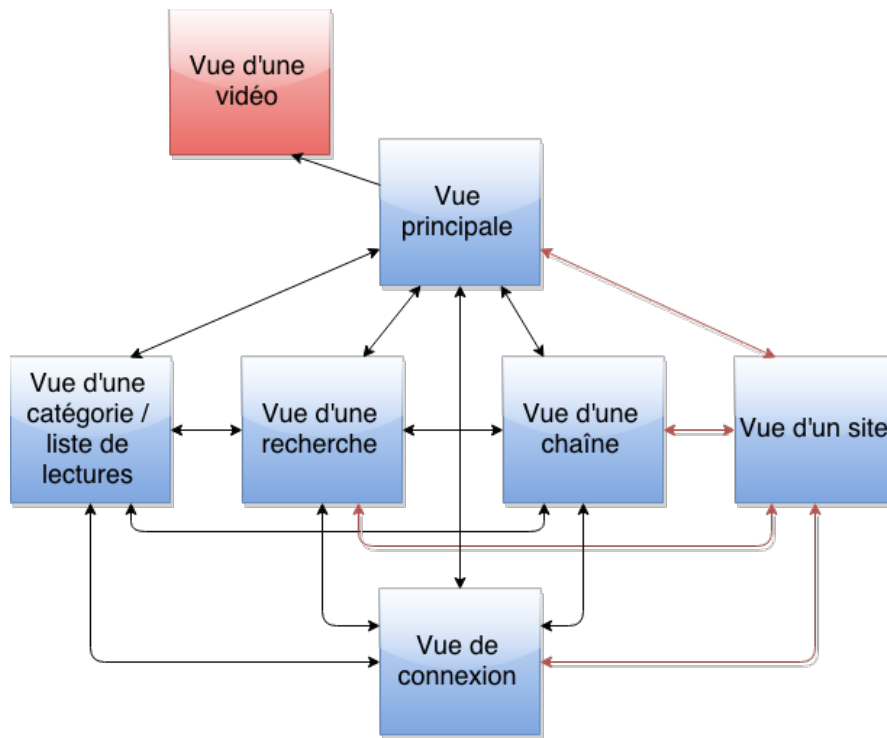 Vue d'une
vidéo
Vue
principale
Vue d'une
catégorie /
liste de
lectures
Vue d'une
recherche
Vue d'une
chaîne
Vue d'un site
Vue de
connexion